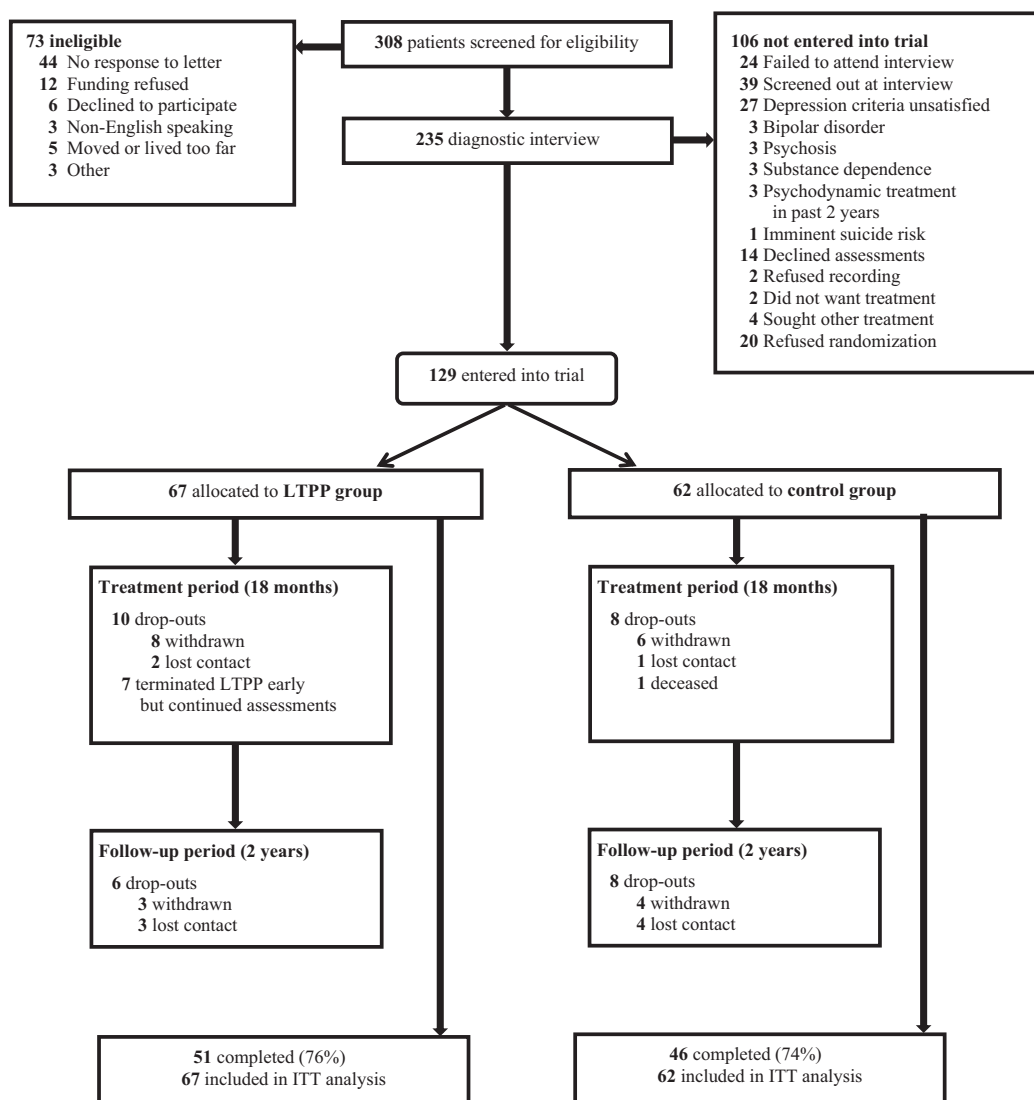 308 patients screened for eligibility
73 ineligible
44 No response to letter
12 Funding refused
6 Declined to participate
3 Non-English speaking
5 Moved or lived too far
3 Other
235 diagnostic interview
106 not entered into trial
24 Failed to attend interview
39 Screened out at interview
27 Depression criteria unsatisfied
3 Bipolar disorder
3 Psychosis
3 Substance dependence
3 Psychodynamic treatment
in past 2 years
1 Imminent suicide risk
14 Declined assessments
2 Refused recording
2 Did not want treatment
4 Sought other treatment
20 Refused randomization
129 entered into trial
67 allocated to LTPP group
Treatment period (18 months)
10 drop-outs
8 withdrawn
2 lost contact
7 terminated LTPP early
but continued assessments
Follow-up period (2 years)
6 drop-outs
3 withdrawn
3 lost contact
51 completed (76%)
67 included in ITT analysis
62 allocated to control group
Treatment period (18 months)
8 drop-outs
6 withdrawn
1 lost contact
1 deceased
Follow-up period (2 years)
8 drop-outs
4 withdrawn
4 lost contact
46 completed (74%)
62 included in ITT analysis